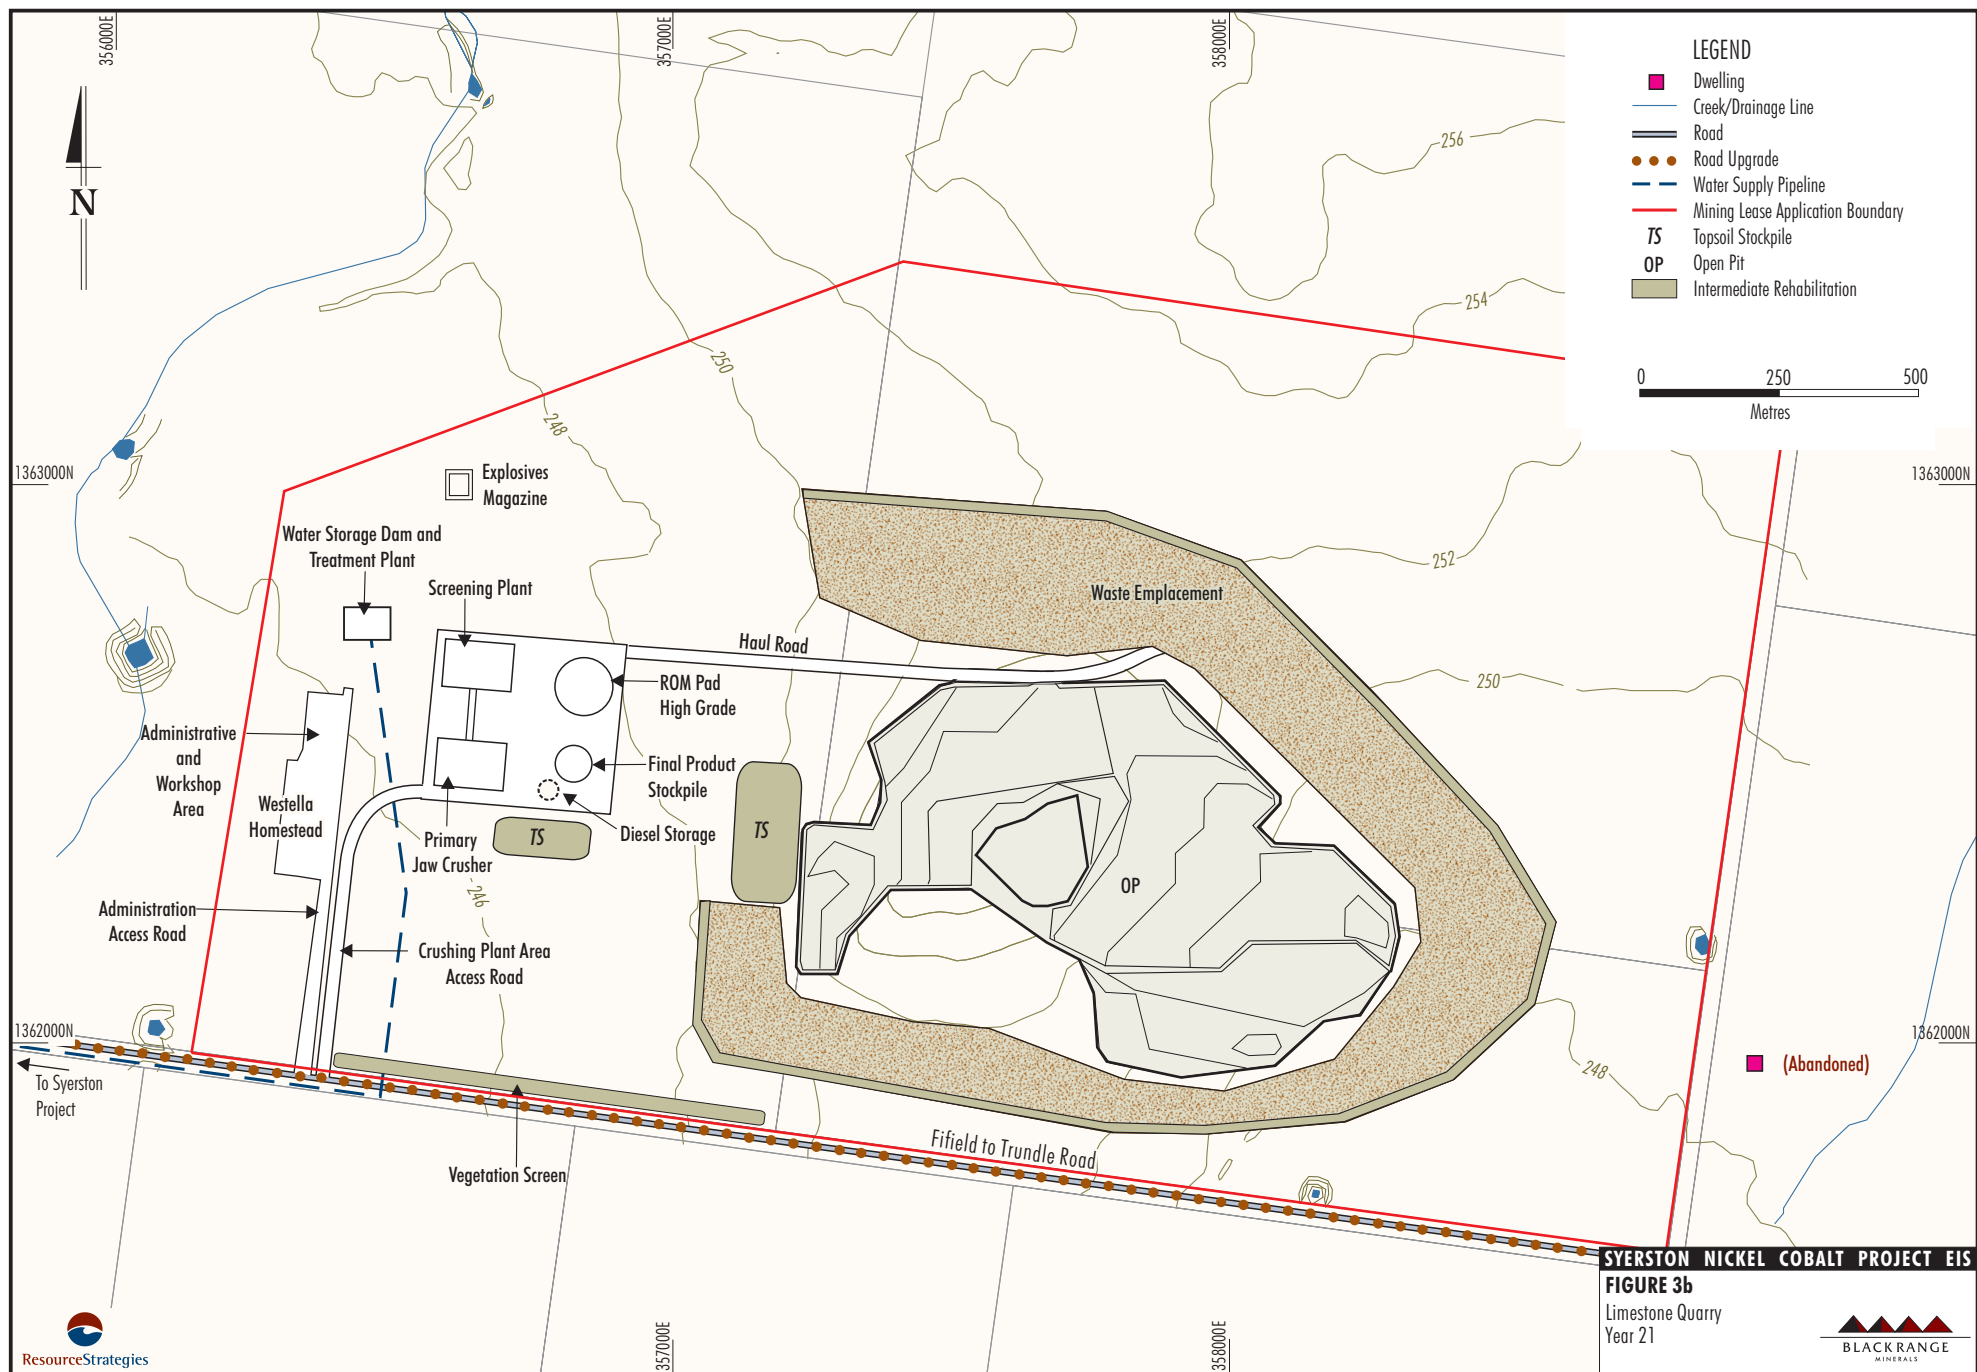 356000E
357000E
358000E
LEGEND
Dwelling
Creek/Drainage Line
Road
Road Upgrade
Water Supply Pipeline
Mining Lease Application Boundary
TS Topsoil Stockpile
OP Open Pit
Intermediate Rehabilitation
0 250 500
Metres
N
256
254
250
248
1363000N
1363000N
Explosives
Magazine
Water Storage Dam and
Treatment Plant
Screening Plant
252
Waste Emplacement
Haul Road
ROM Pad
High Grade
250
Administrative
and
Workshop
Area
Final Product
Stockpile
Westella
Homestead
Diesel Storage
TS
TS
Primary
Jaw Crusher
OP
246
Administration
Access Road
Crushing Plant Area
Access Road
1362000N
1362000N
To Syerston
Project
(Abandoned)
248
Fifield to Trundle Road
Vegetation Screen
SYERSTON NICKEL COBALT PROJECT EIS
FIGURE 3b
Limestone Quarry
Year 21
BLACK RANGE
MINERALS
ResourceStrategies
357000E
358000E